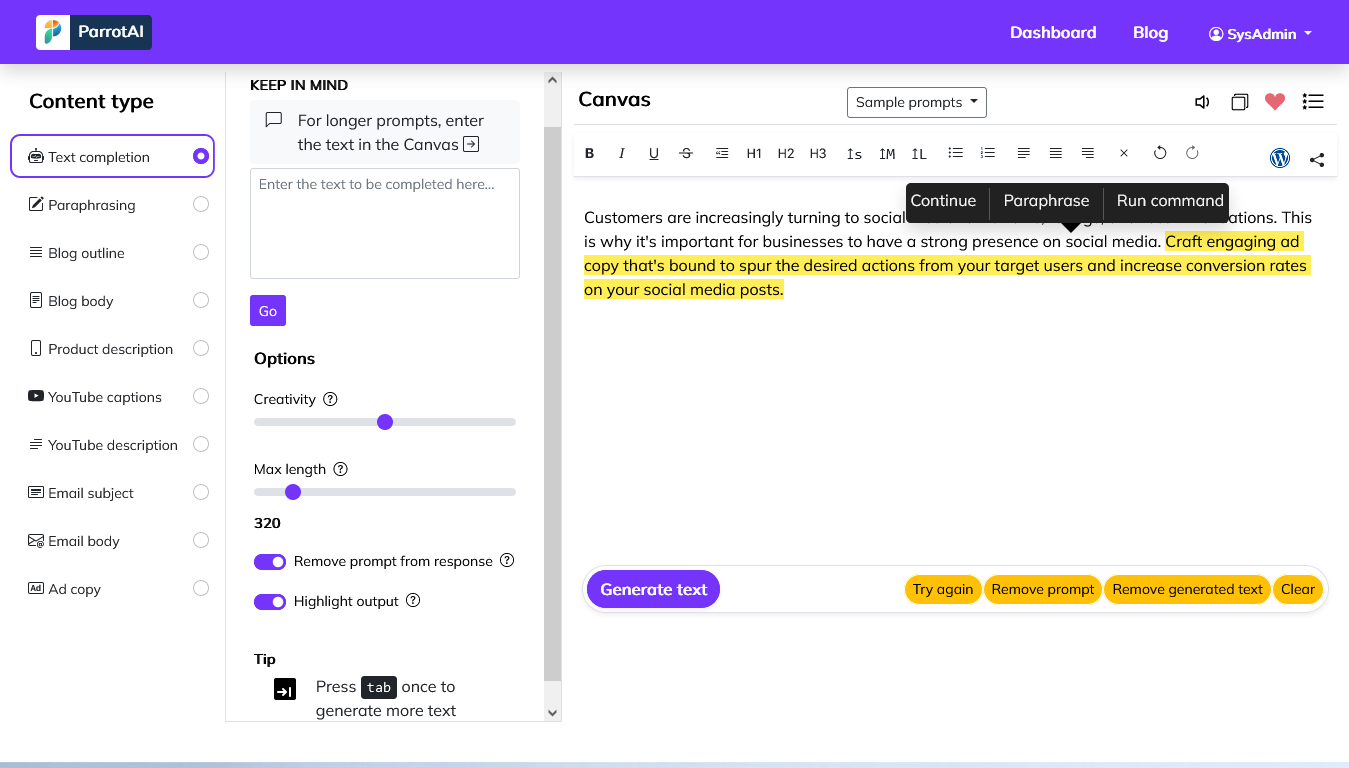 ParrotAI
Dashboard
Blog
SysAdmin
Content type
Text completion
Paraphrasing
Blog outline
Blog body
Product description
YouTube captions
YouTube description
Email subject
Email body
Ad copy
KEEP IN MIND
For longer prompts, enter
the text in the Canvas
Enter the text to be completed here...
Go
Options
Creativity
Max length
320
Remove prompt from response
Highlight output
Tip
Press tab once to
generate more text
Canvas
Sample prompts
B I U S H1 H2 H3 S M L
Continue Paraphrase Run command
Customers are increasingly turning to social ations. This
is why it's important for businesses to have a strong presence on social media. Craft engaging ad
copy that's bound to spur the desired actions from your target users and increase conversion rates
on your social media posts.
Generate text
Try again
Remove prompt
Remove generated text
Clear